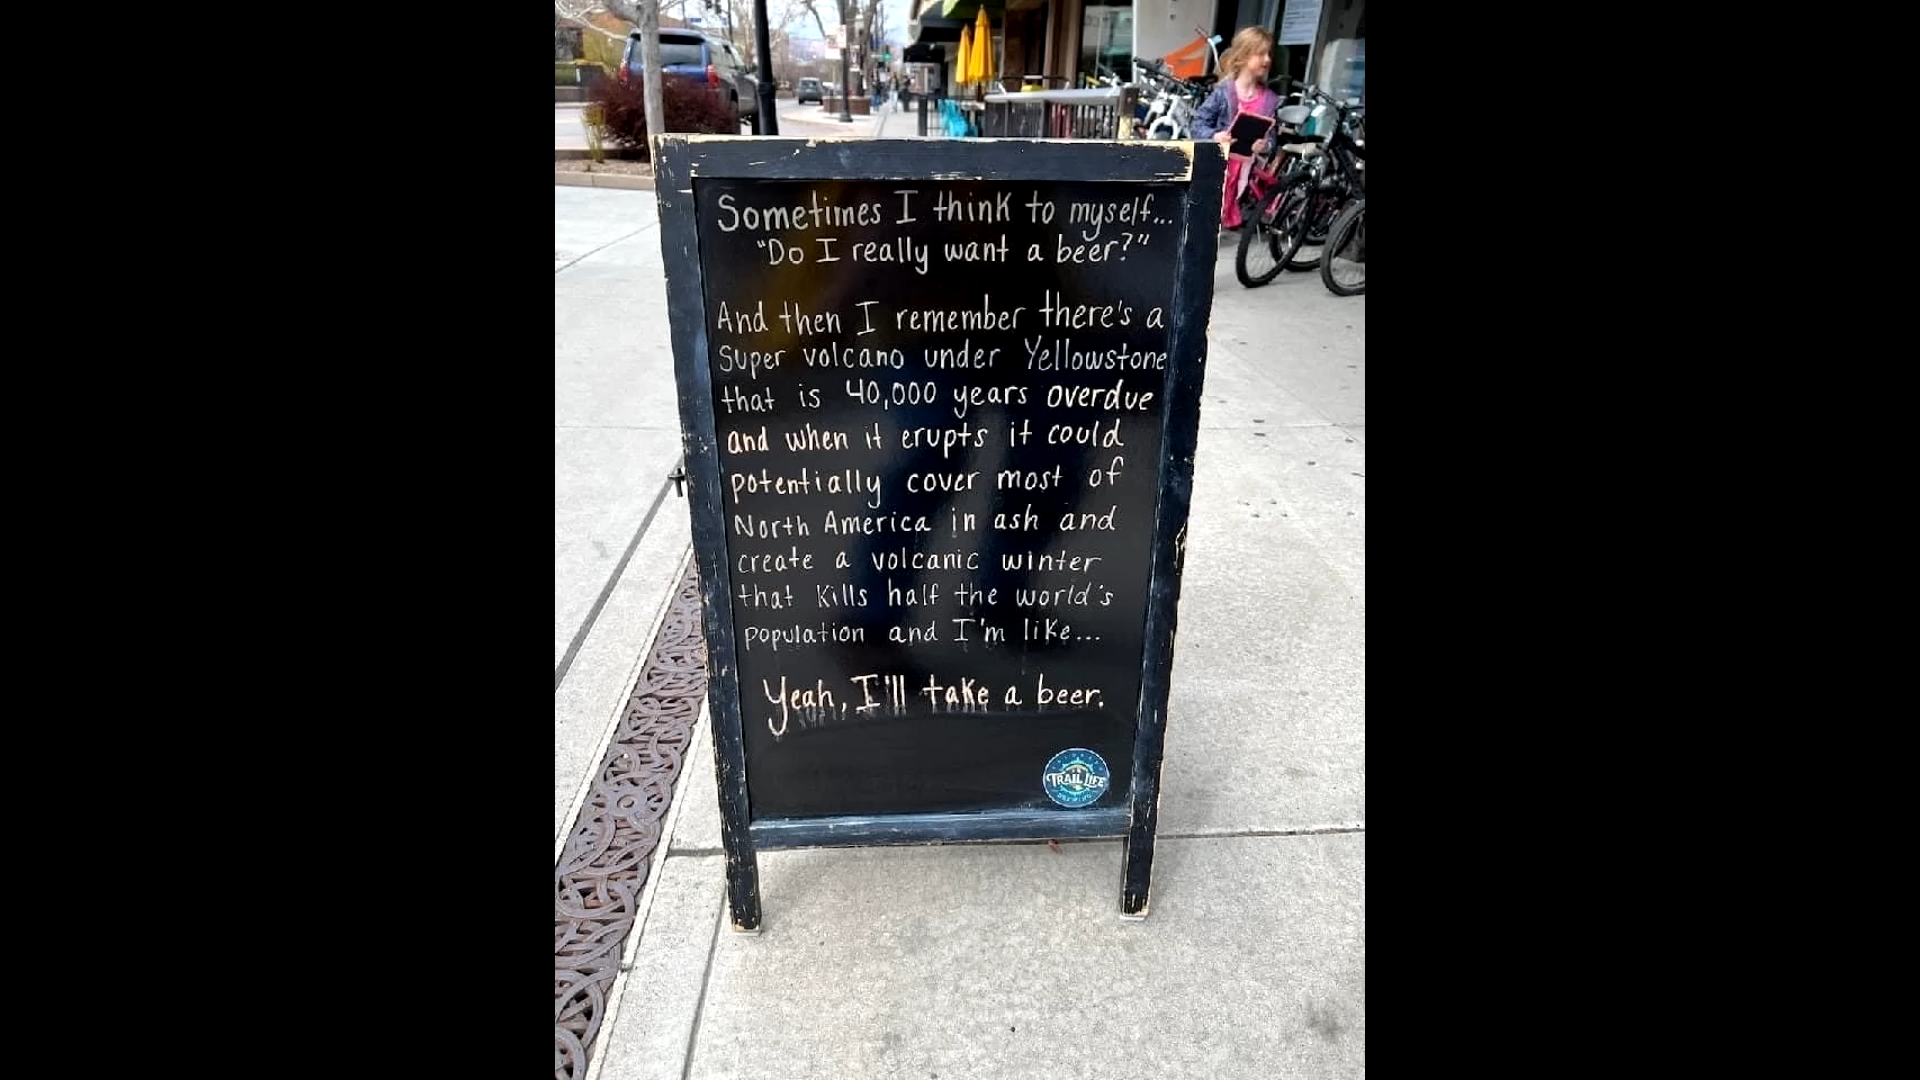 Sometimes I think to myself...
"Do I really want a beer?"
And then I remember there's a
Super volcano under Yellowstone
that is 40,000 years overdue
and when it erupts it could
potentially cover most of
North America in ash and
create a volcanic winter
that kills half the world's
population and I'm like...
Yeah, I'll take a beer.
TRAIL LIFE